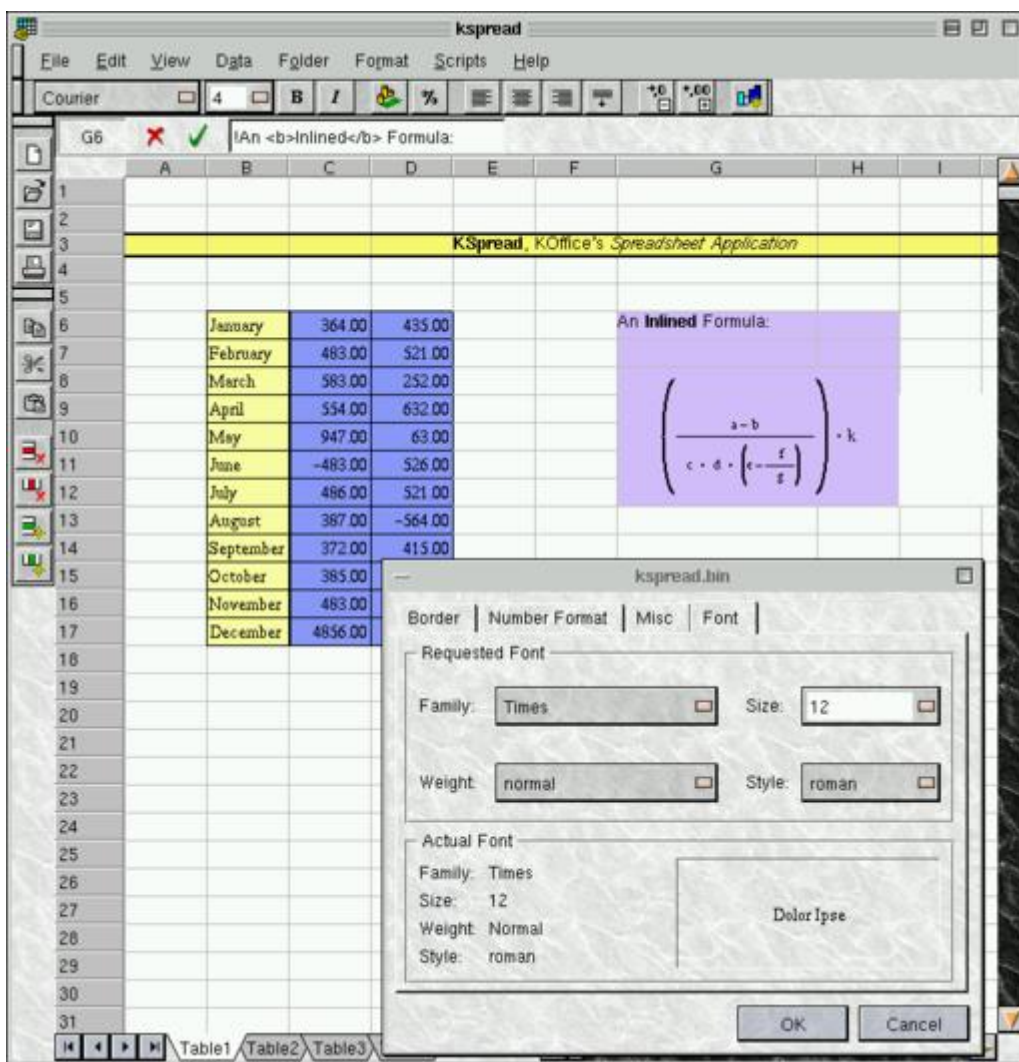 kspread
File Edit View Data Folder Format Scripts Help
Courier 4 B I % +,0 +,00
G6 !An <b>Inlined</b> Formula:
A B C D E F G H I
1
2
3 KSpread, KOffice's Spreadsheet Application
4
5
6 January 364.00 435.00 An Inlined Formula:
7 February 483.00 521.00
8 March 583.00 252.00
9 April 554.00 632.00
10 May 947.00 63.00
11 June -483.00 526.00
12 July 486.00 521.00
13 August 387.00 -564.00
14 September 372.00 415.00
15 October 385.00
16 November 483.00
17 December 4856.00
18
19
20
21
22
23
24
25
26
27
28
29
30
31
a - b
c · d · (e - f
g) · k
kspread.bin
Border Number Format Misc Font
Requested Font
Family: Times Size: 12
Weight: normal Style: roman
Actual Font
Family: Times
Size: 12
Weight: Normal
Style: roman
Dolor Ipse
OK Cancel
Table1 Table2 Table3